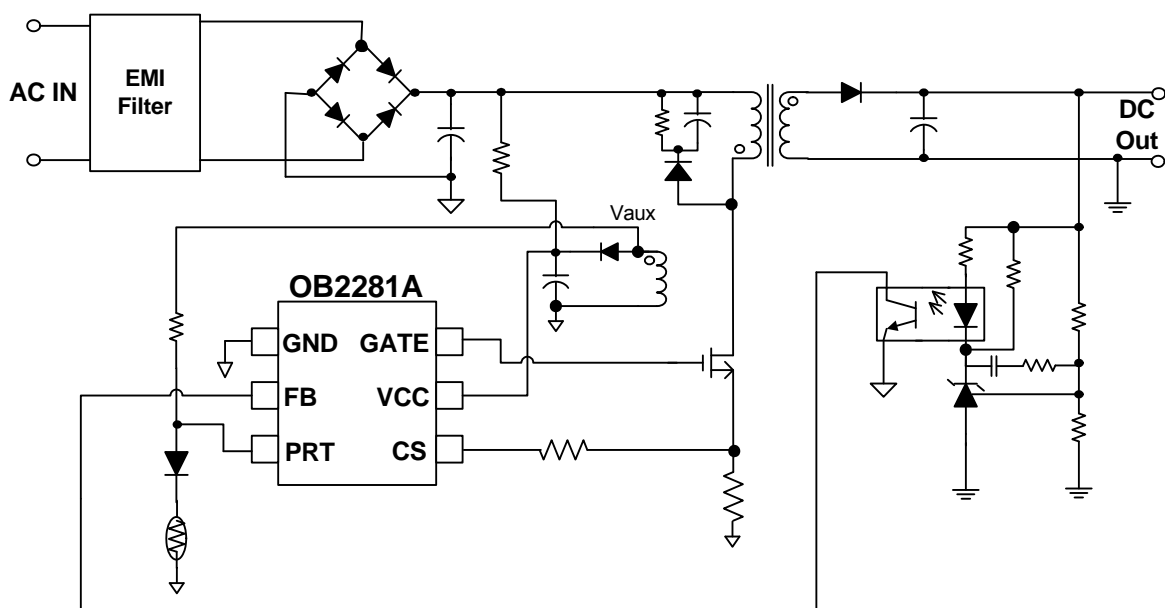 AC IN
EMI
Filter
DC
Out
Vaux
OB2281A
GND GATE
FB VCC
PRT CS